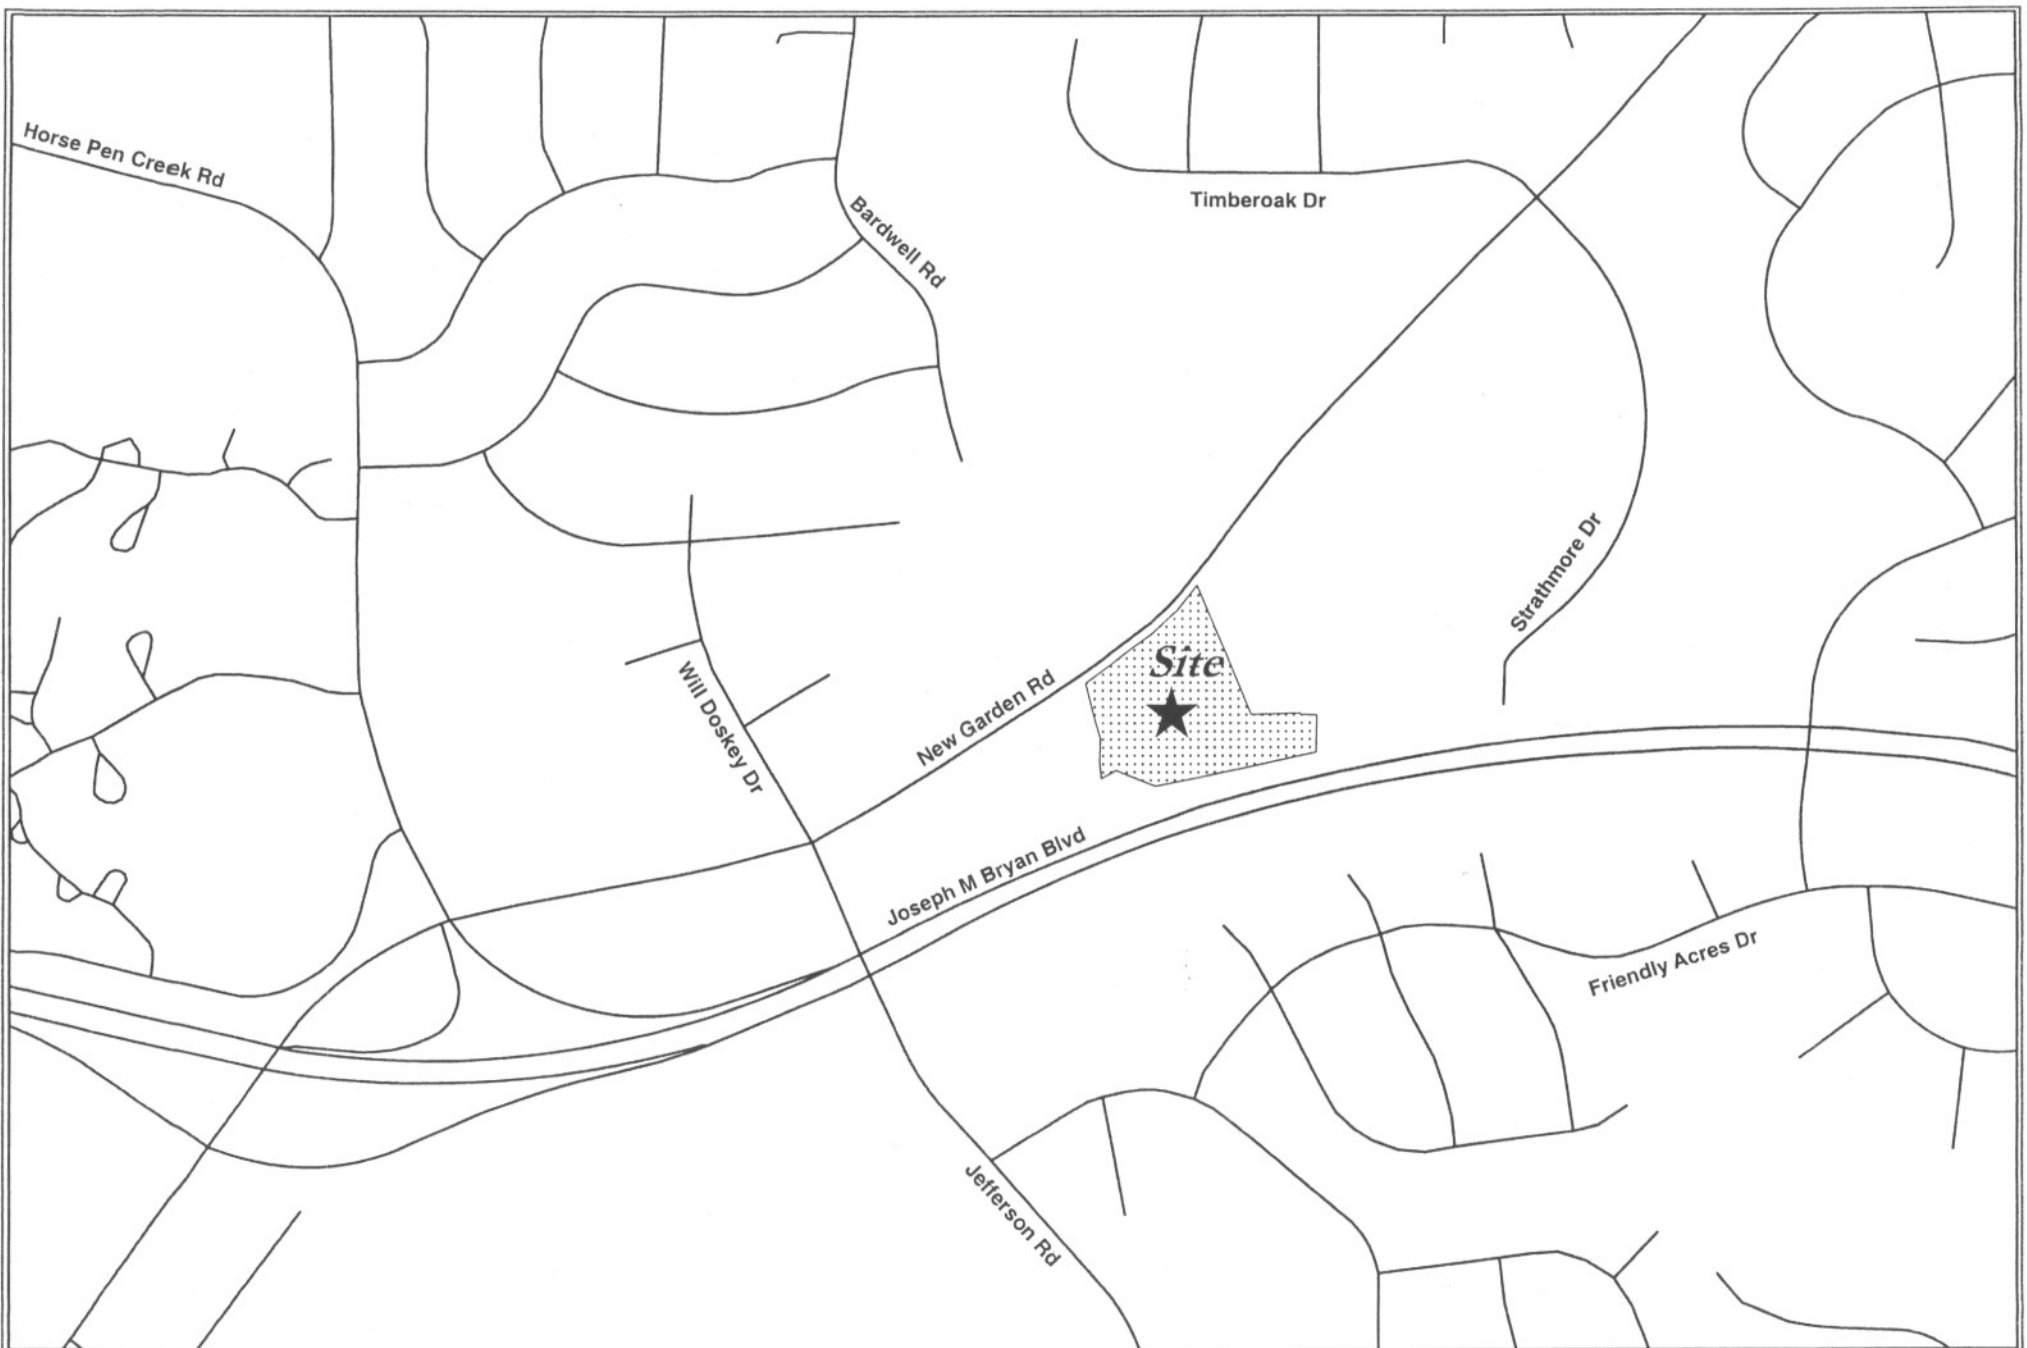 Horse Pen Creek Rd
Bardwell Rd
Timberoak Dr
Strathmore Dr
Site
Will Doskey Dr
New Garden Rd
Joseph M Bryan Blvd
Friendly Acres Dr
Jefferson Rd